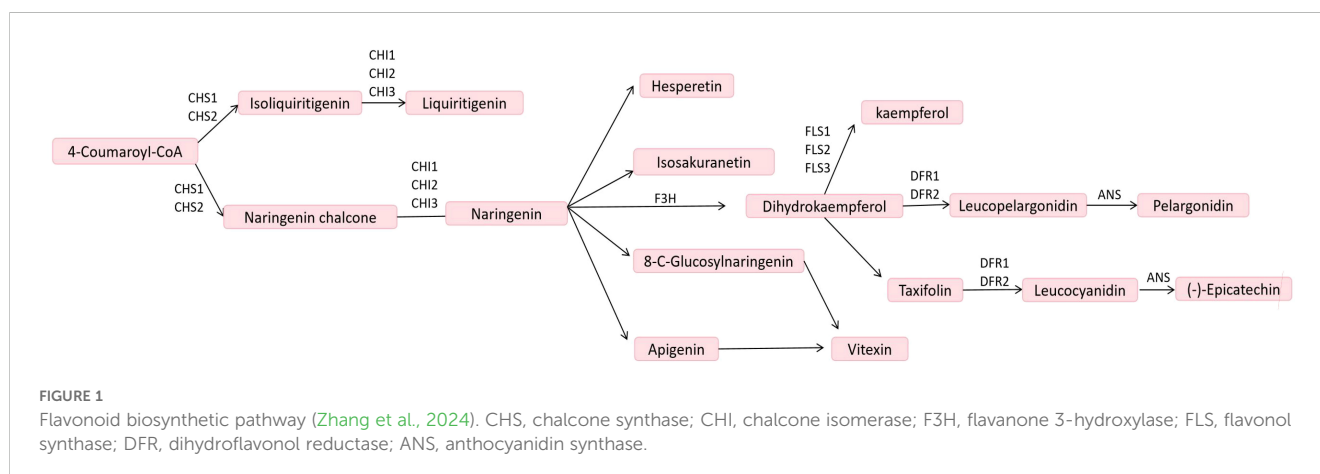 CHI1
CHI2
CHI3
CHS1
CHS2
Isoliquiritigenin
Liquiritigenin
4-Coumaroyl-CoA
CHS1
CHS2
Naringenin chalcone
CHI1
CHI2
CHI3
Naringenin
Hesperetin
Isosakuranetin
F3H
8-C-Glucosylnaringenin
Apigenin
Vitexin
Dihydrokaempferol
FLS1
FLS2
FLS3
kaempferol
DFR1
DFR2
Leucopelargonidin
ANS
Pelargonidin
Taxifolin
DFR1
DFR2
Leucocyanidin
ANS
(-)-Epicatechin
FIGURE 1
Flavonoid biosynthetic pathway (Zhang et al., 2024). CHS, chalcone synthase; CHI, chalcone isomerase; F3H, flavanone 3-hydroxylase; FLS, flavonol
synthase; DFR, dihydroflavonol reductase; ANS, anthocyanidin synthase.